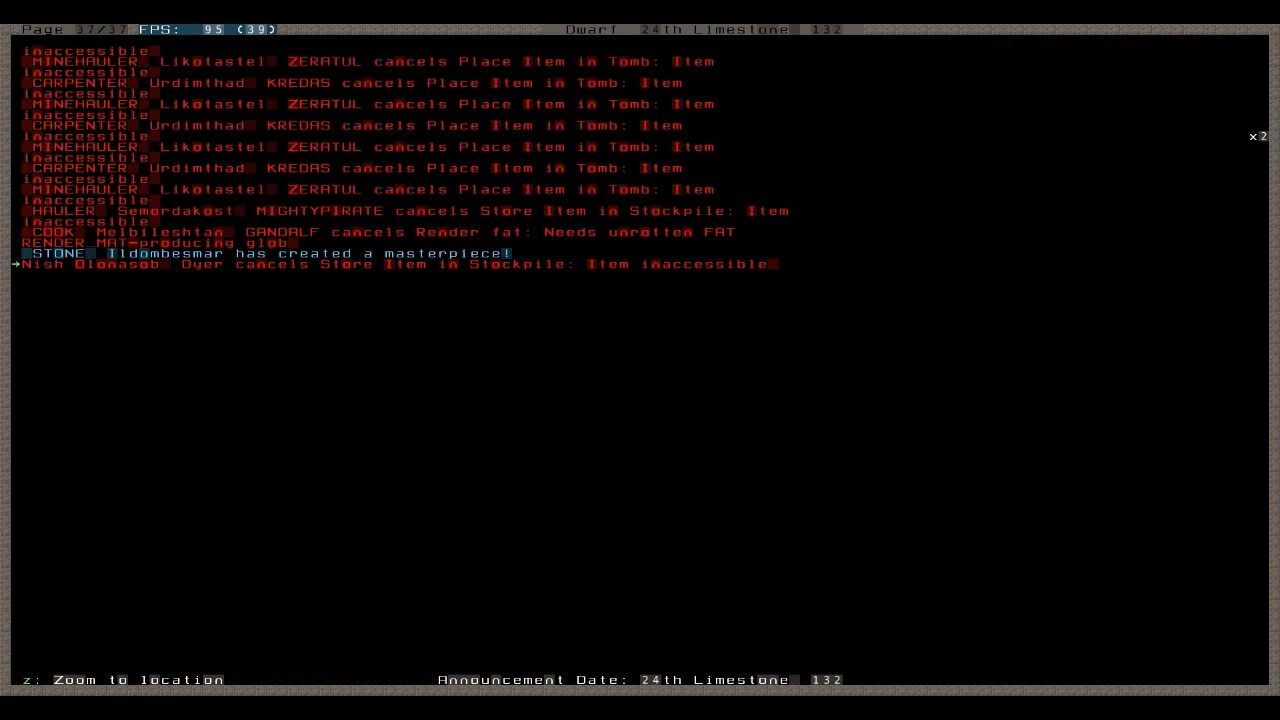 Page 37/37 FPS: 95 (39) Dwarf 24th Limestone 132
inaccessible
MINEHAULER Likotastel ZERATUL cancels Place Item in Tomb: Item
inaccessible
CARPENTER Urdimthad KREDAS cancels Place Item in Tomb: Item
inaccessible
MINEHAULER Likotastel ZERATUL cancels Place Item in Tomb: Item
inaccessible
CARPENTER Urdimthad KREDAS cancels Place Item in Tomb: Item
inaccessible
x2
MINEHAULER Likotastel ZERATUL cancels Place Item in Tomb: Item
inaccessible
CARPENTER Urdimthad KREDAS cancels Place Item in Tomb: Item
inaccessible
MINEHAULER Likotastel ZERATUL cancels Place Item in Tomb: Item
inaccessible
HAULER Semordakost MIGHTYPIRATE cancels Store Item in Stockpile: Item
inaccessible
COOK Melbileshtan GANDALF cancels Render fat: Needs unrotten FAT
RENDER_MAT-producing glob
STONE Ildombesmar has created a masterpiece!
Nish Olonasob Dyer cancels Store Item in Stockpile: Item inaccessible
z: Zoom to location Announcement Date: 24th Limestone 132